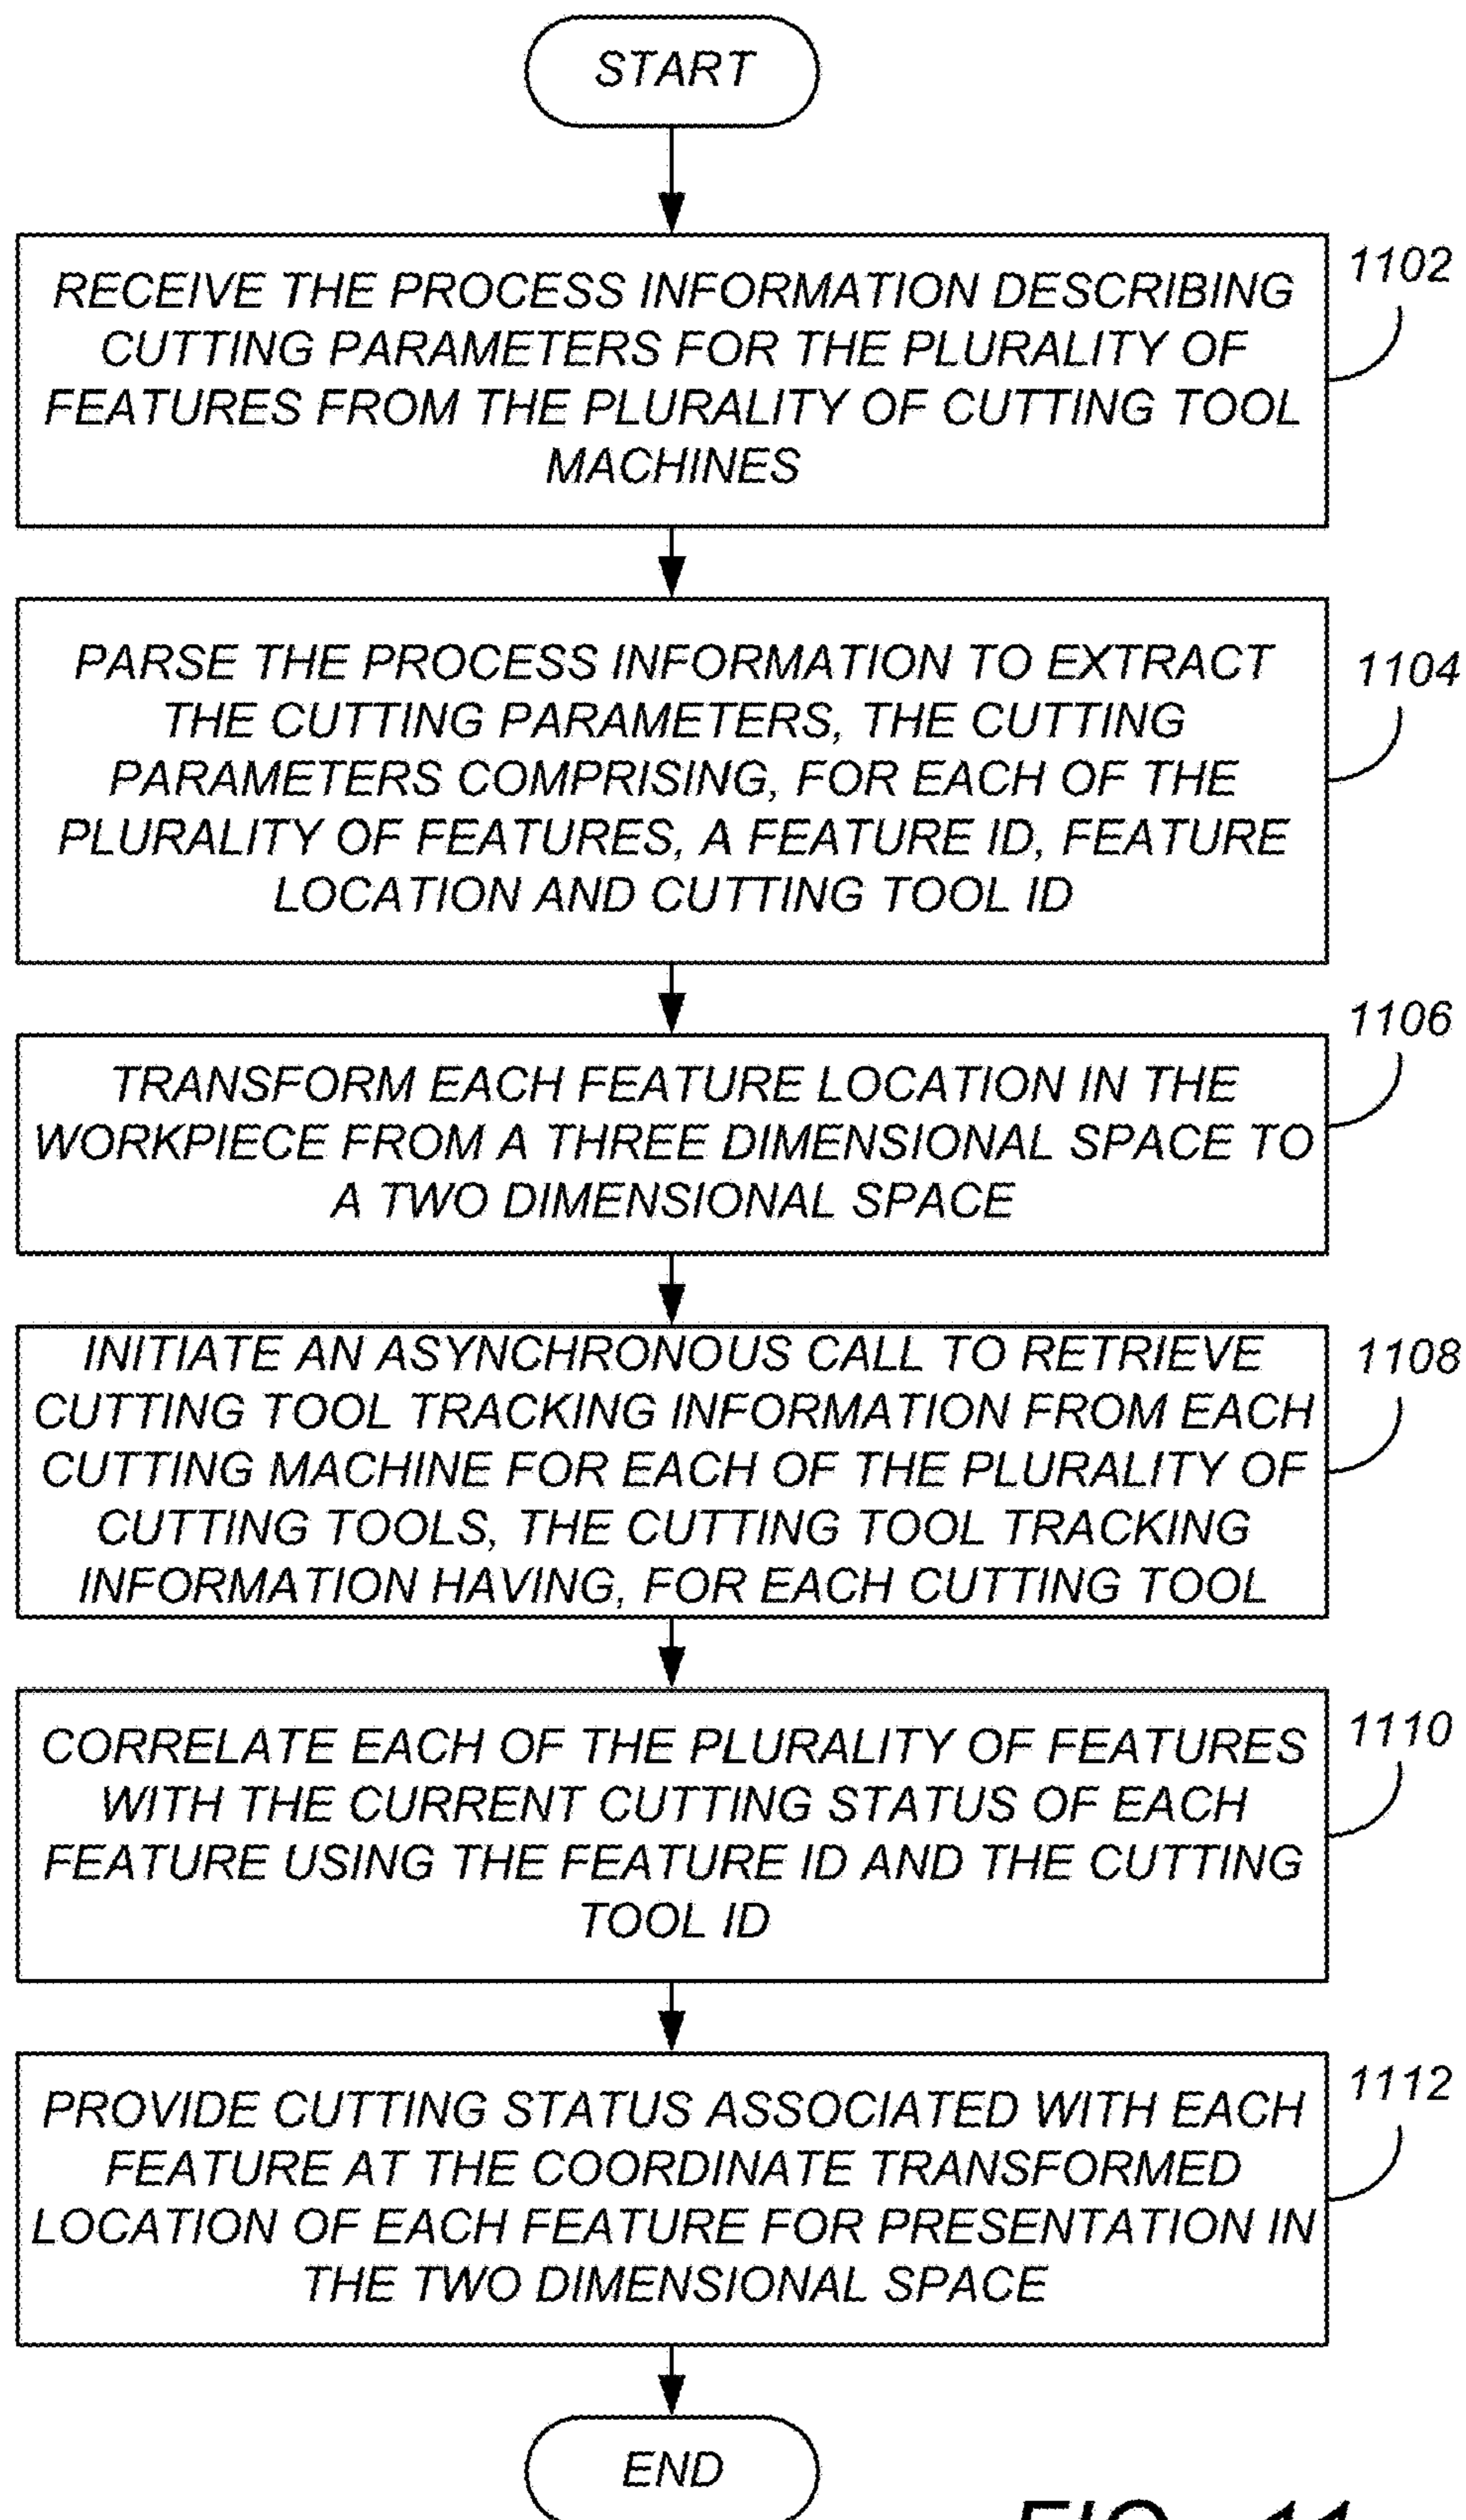 START
RECEIVE THE PROCESS INFORMATION DESCRIBING
CUTTING PARAMETERS FOR THE PLURALITY OF
FEATURES FROM THE PLURALITY OF CUTTING TOOL
MACHINES
1102
PARSE THE PROCESS INFORMATION TO EXTRACT
THE CUTTING PARAMETERS, THE CUTTING
PARAMETERS COMPRISING, FOR EACH OF THE
PLURALITY OF FEATURES, A FEATURE ID, FEATURE
LOCATION AND CUTTING TOOL ID
1104
TRANSFORM EACH FEATURE LOCATION IN THE
WORKPIECE FROM A THREE DIMENSIONAL SPACE TO
A TWO DIMENSIONAL SPACE
1106
INITIATE AN ASYNCHRONOUS CALL TO RETRIEVE
CUTTING TOOL TRACKING INFORMATION FROM EACH
CUTTING MACHINE FOR EACH OF THE PLURALITY OF
CUTTING TOOLS, THE CUTTING TOOL TRACKING
INFORMATION HAVING, FOR EACH CUTTING TOOL
1108
CORRELATE EACH OF THE PLURALITY OF FEATURES
WITH THE CURRENT CUTTING STATUS OF EACH
FEATURE USING THE FEATURE ID AND THE CUTTING
TOOL ID
1110
PROVIDE CUTTING STATUS ASSOCIATED WITH EACH
FEATURE AT THE COORDINATE TRANSFORMED
LOCATION OF EACH FEATURE FOR PRESENTATION IN
THE TWO DIMENSIONAL SPACE
1112
END